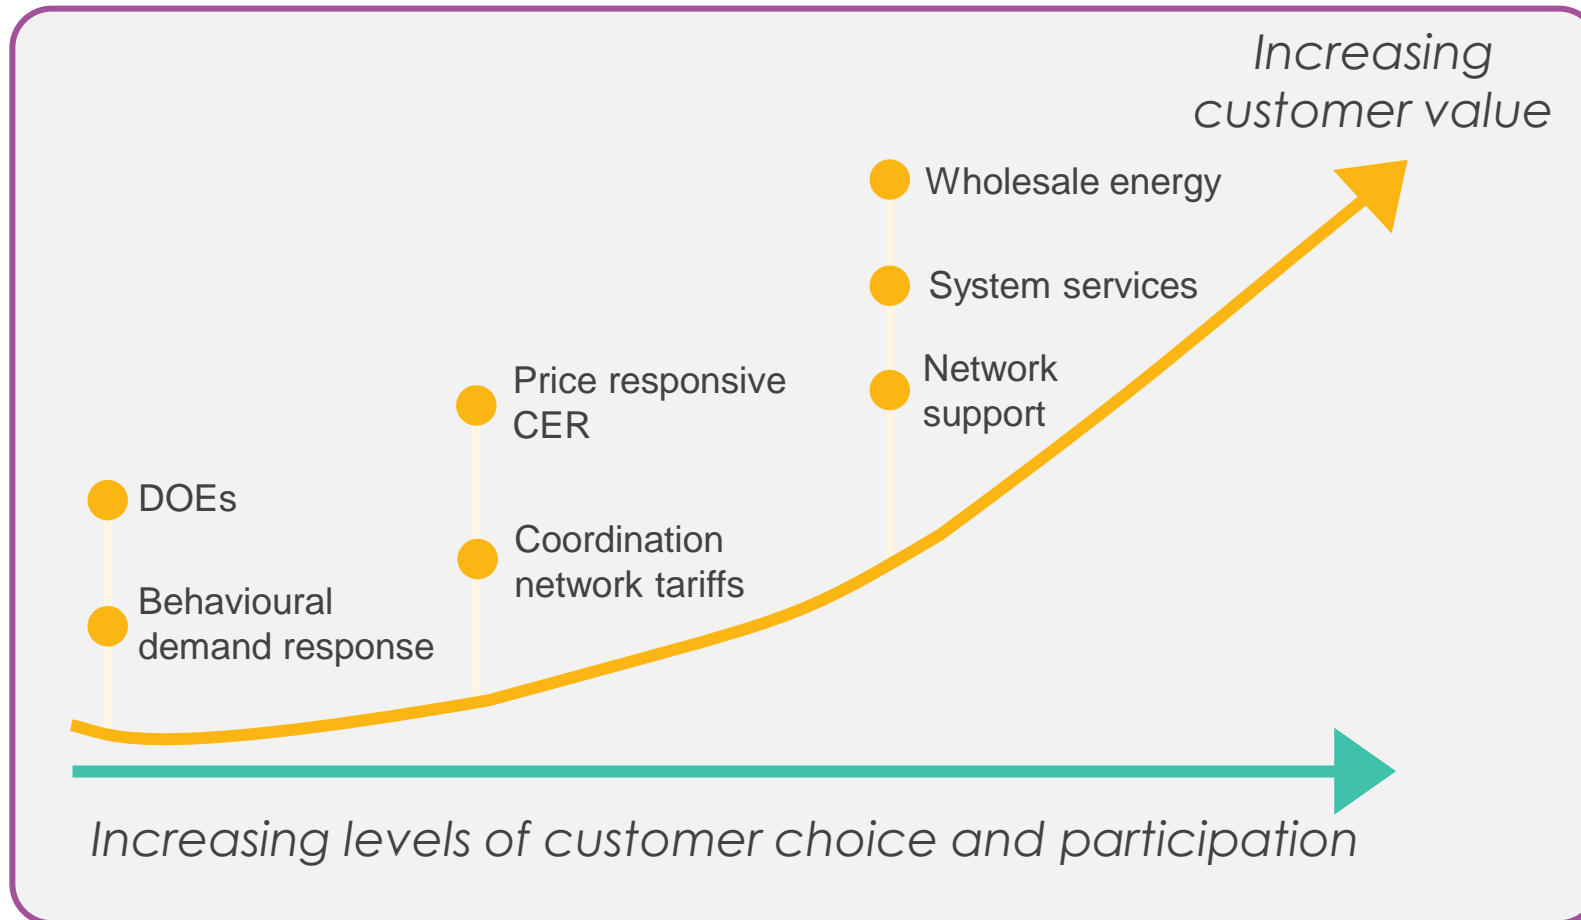 Increasing
customer value
Wholesale energy
System services
Network
support
Price responsive
CER
Coordination
network tariffs
DOEs
Behavioural
demand response
Increasing levels of customer choice and participation